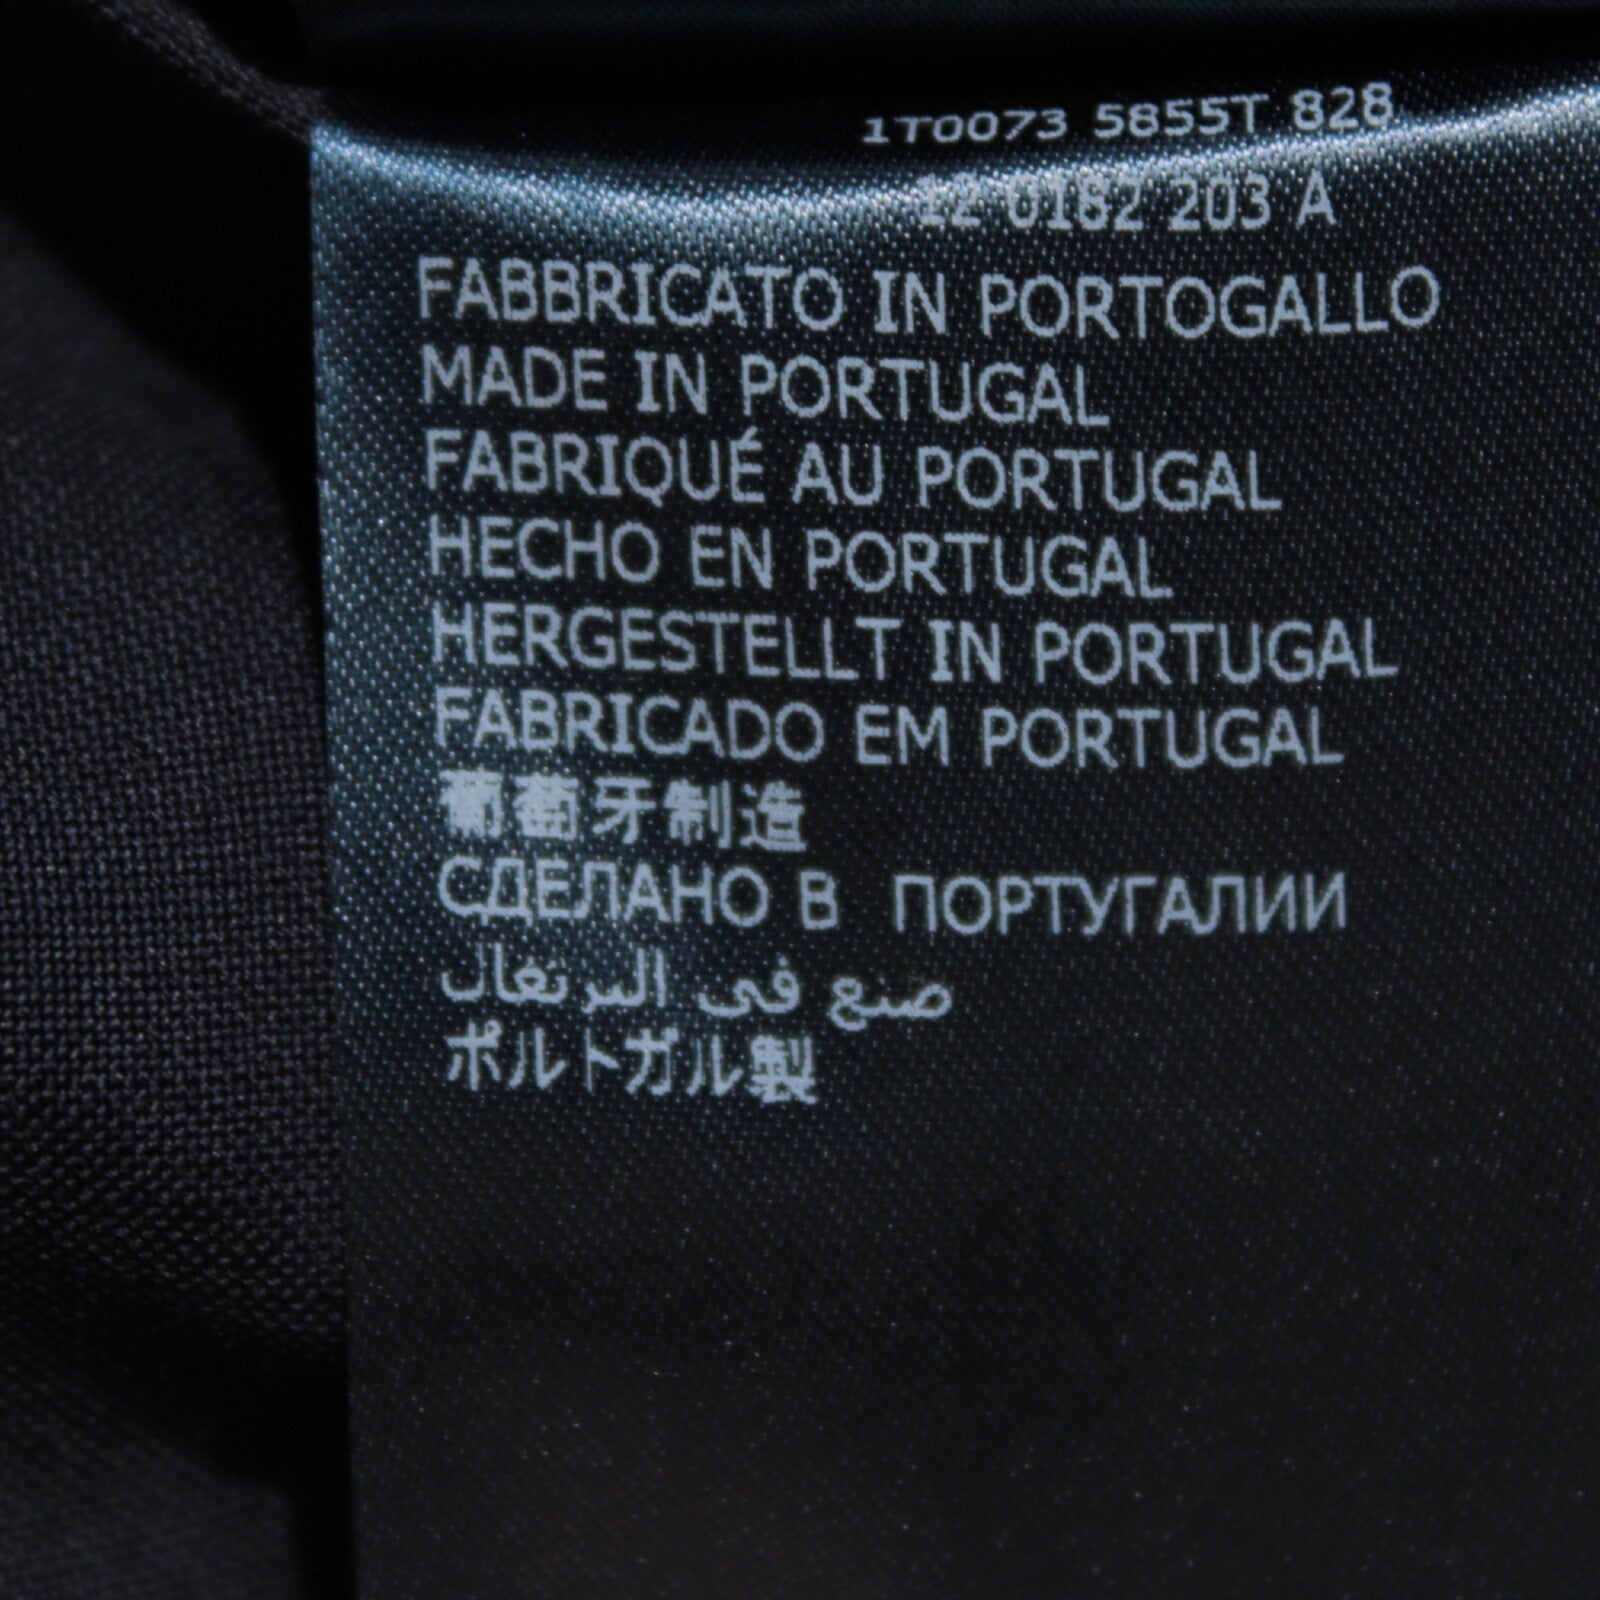 1T0073 5855T 828
12 0182 203 A
FABBRICATO IN PORTOGALLO
MADE IN PORTUGAL
FABRIQUÉ AU PORTUGAL
HECHO EN PORTUGAL
HERGESTELLT IN PORTUGAL
FABRICADO EM PORTUGAL
葡萄牙制造
СДЕЛАНО В ПОРТУГАЛИИ
صنع فى البرتغال
ポルトガル製